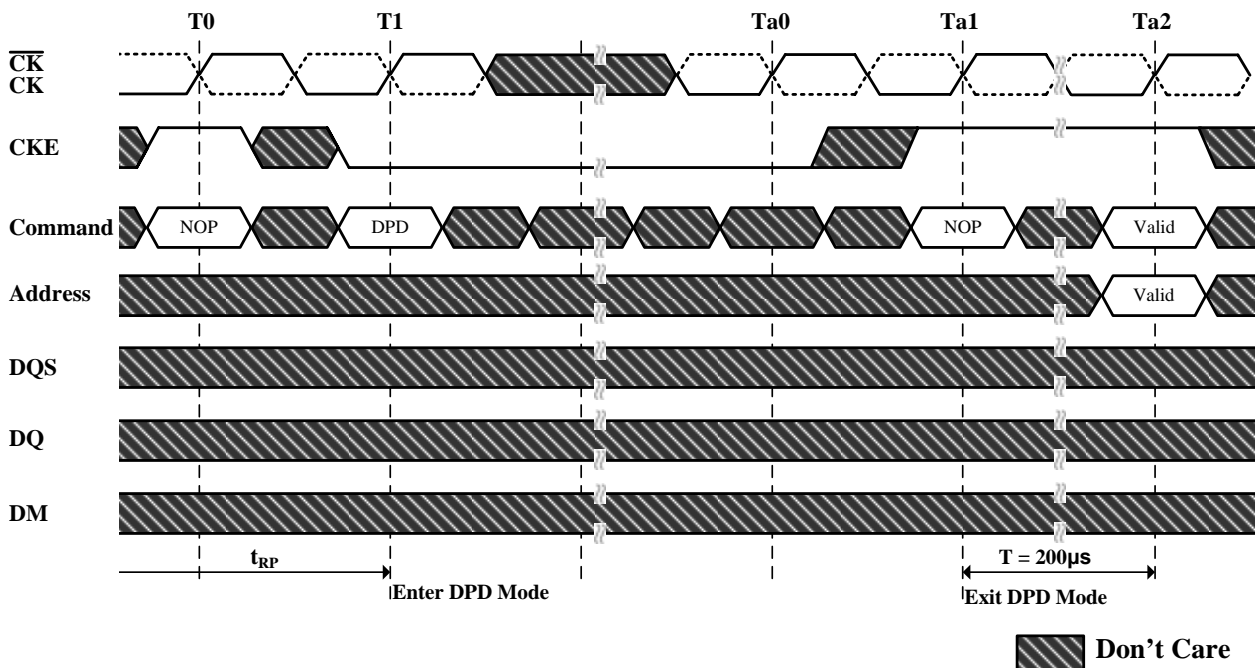 T0 T1 Ta0 Ta1 Ta2
CK
CK
CKE
Command NOP DPD NOP Valid
Address Valid
DQS
DQ
DM
tRP T = 200µs
Enter DPD Mode Exit DPD Mode
Don't Care